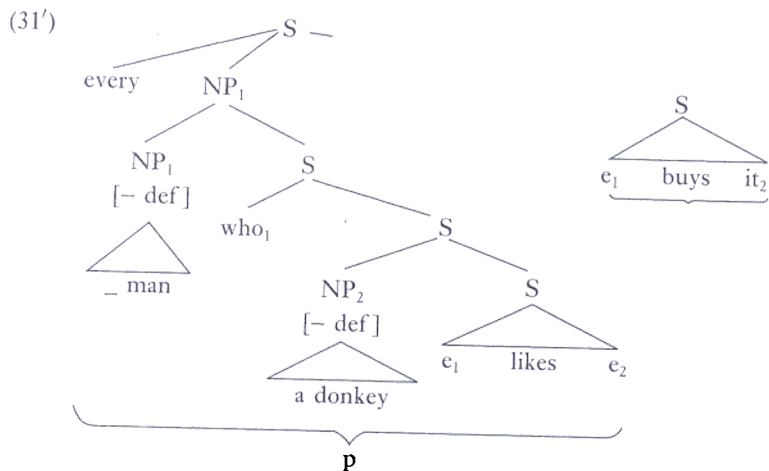 (31′)
S
every NP₁
S
NP₁ S
[– def]
e₁ buys it₂
who₁
S
_ man
NP₂ S
[– def]
e₁ likes e₂
a donkey
p